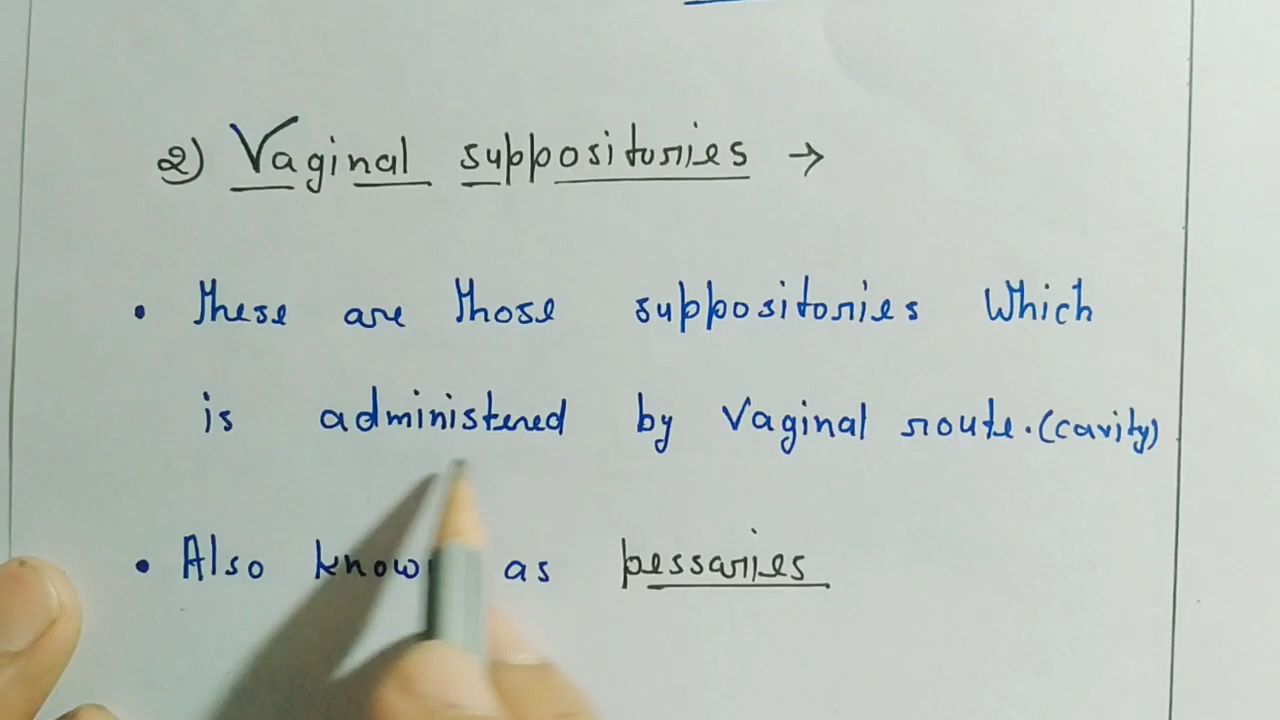 2) Vaginal suppositories →
• These are those suppositories which
is administered by vaginal route. (cavity)
• Also know as pessaries